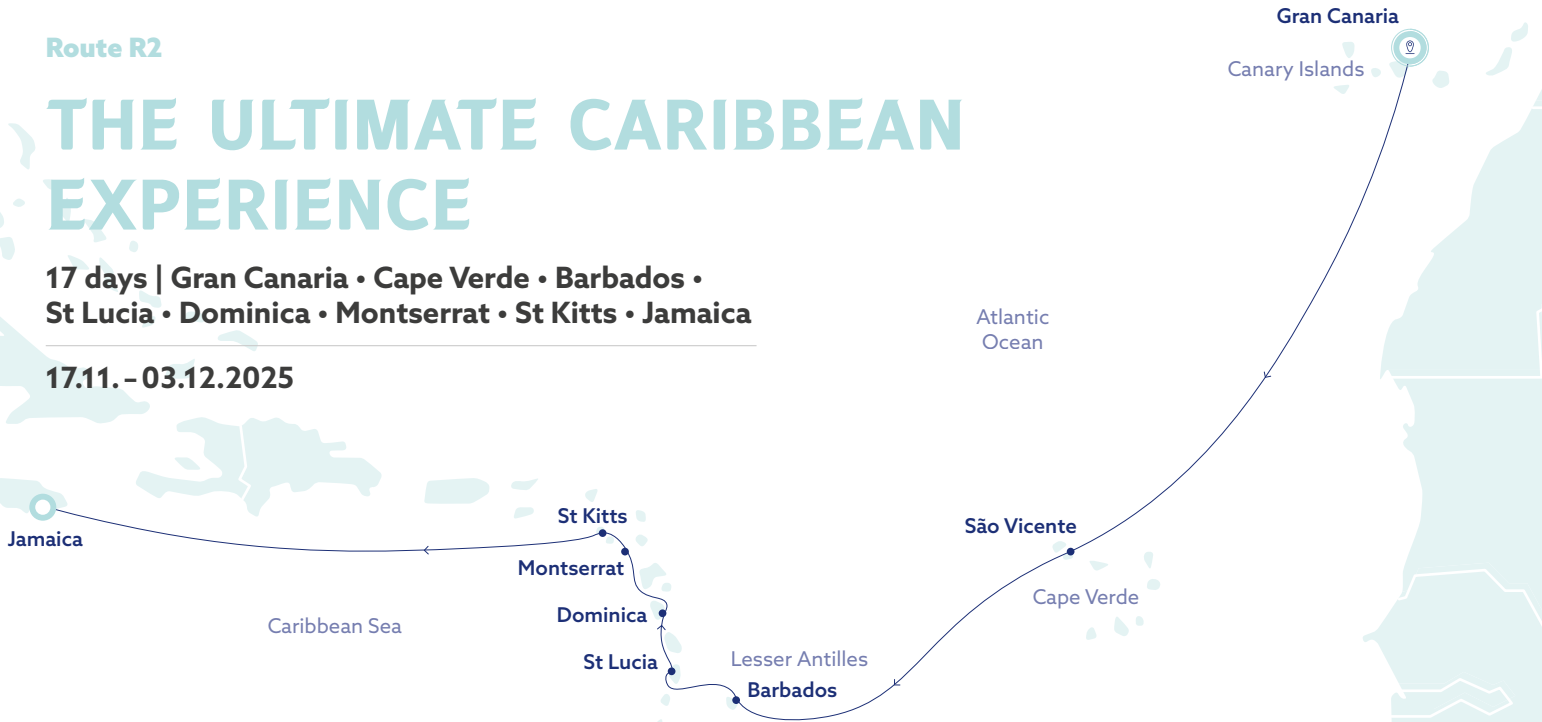 Route R2
THE ULTIMATE CARIBBEAN
EXPERIENCE
17 days | Gran Canaria • Cape Verde • Barbados •
St Lucia • Dominica • Montserrat • St Kitts • Jamaica
17.11. – 03.12.2025
Gran Canaria
Canary Islands
Atlantic
Ocean
São Vicente
Cape Verde
Lesser Antilles
Barbados
St Lucia
Dominica
Montserrat
St Kitts
Caribbean Sea
Jamaica